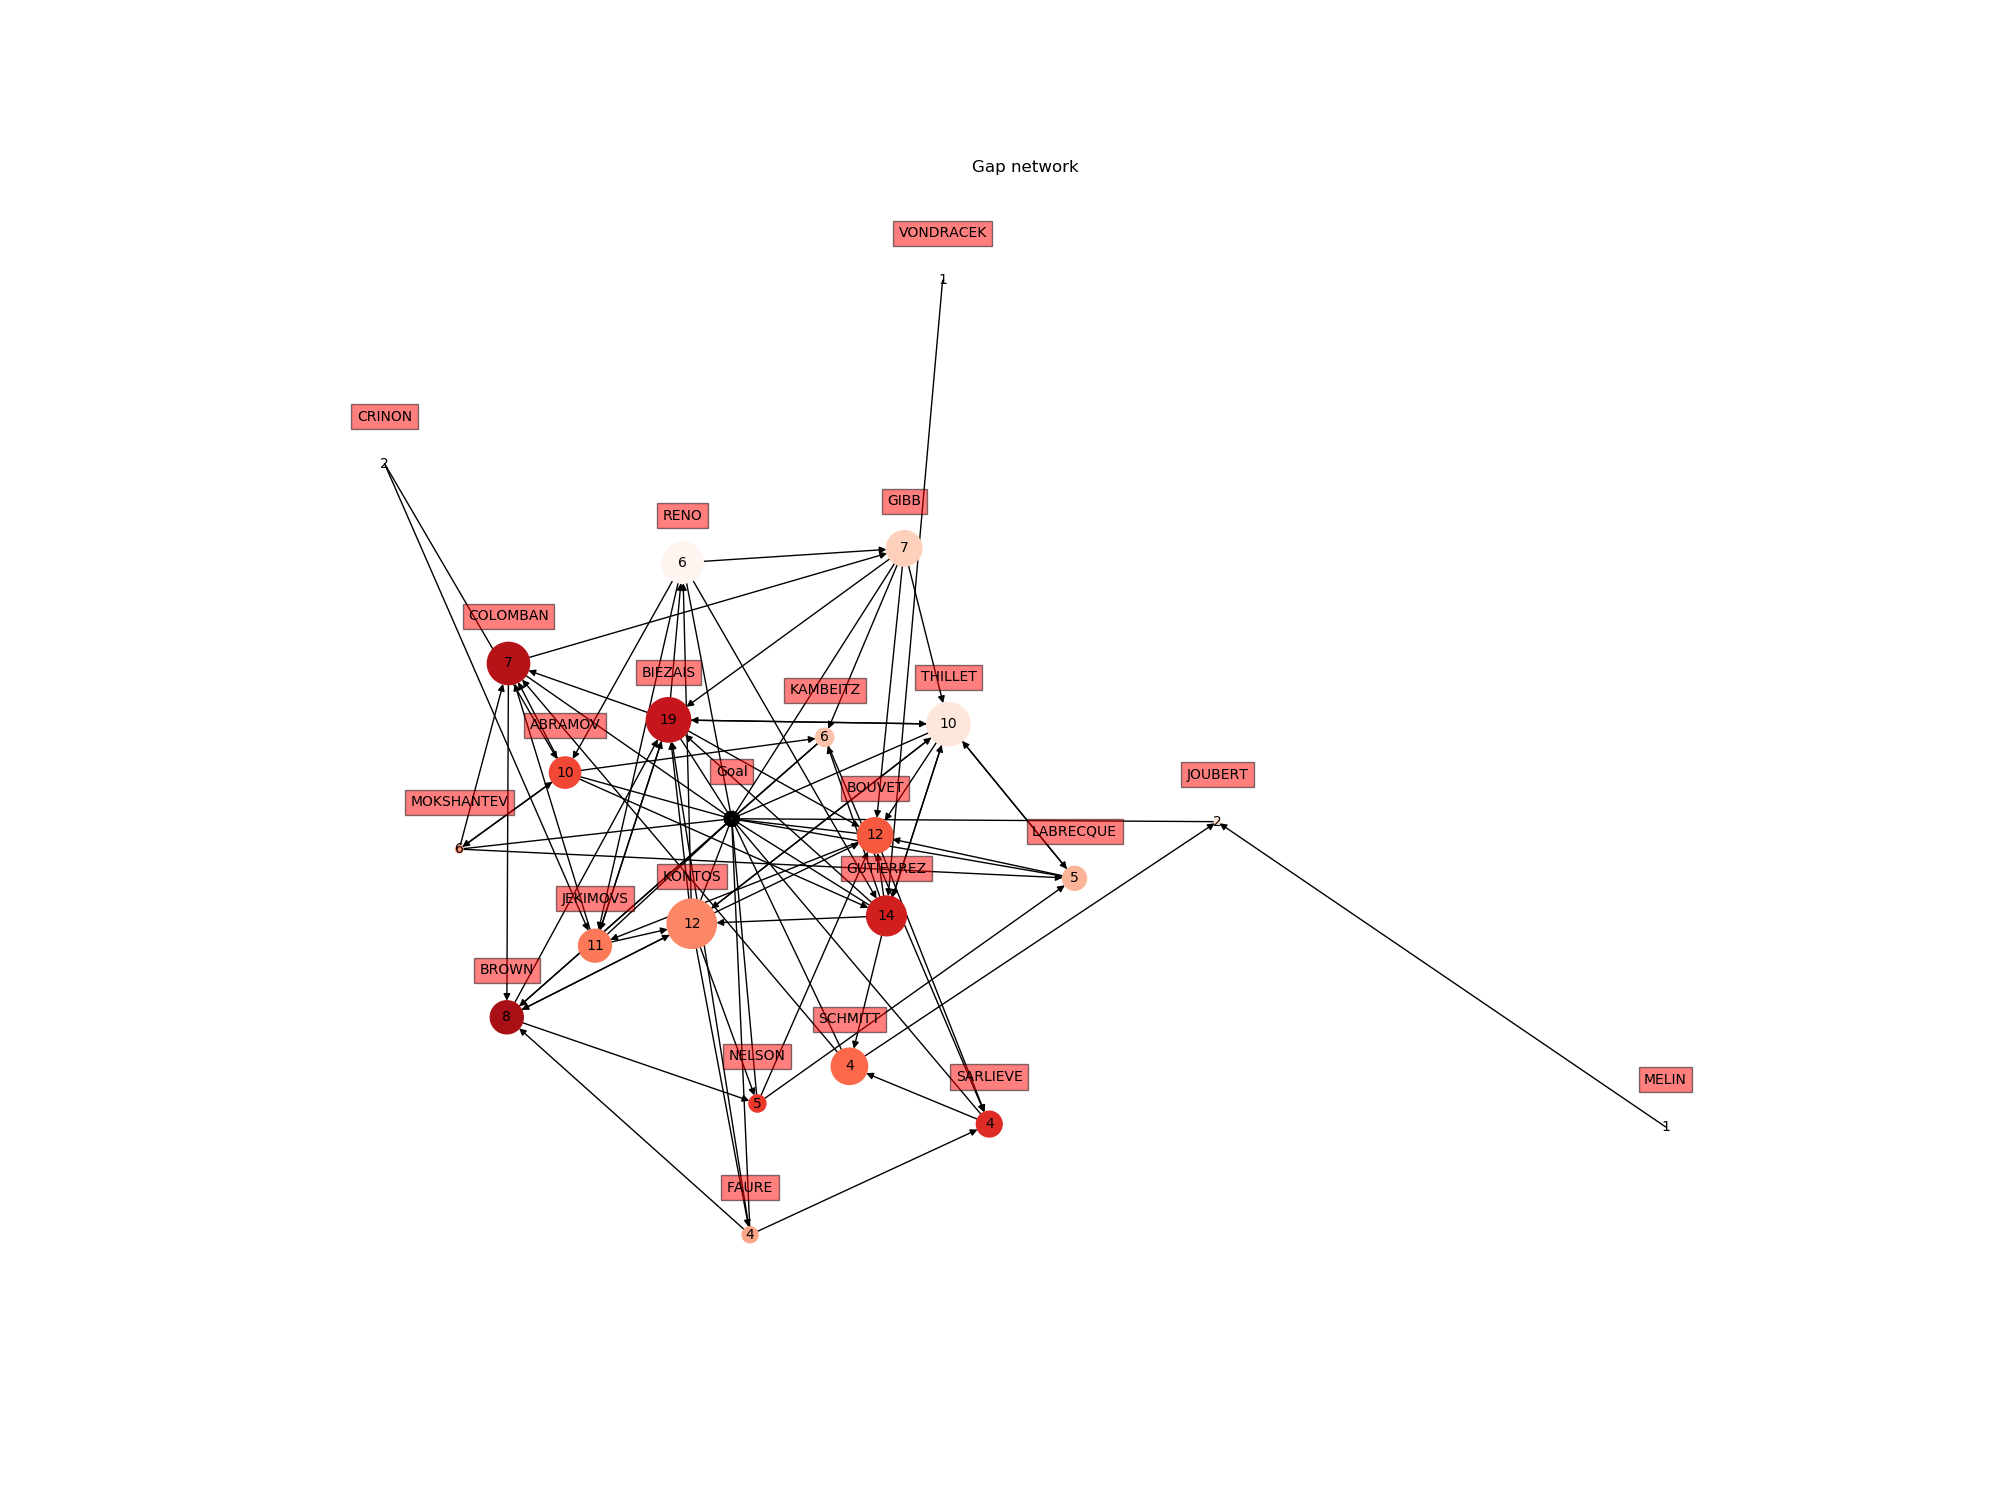 Gap network
VONDRACEK
1
CRINON
2
GIBB
7
RENO
6
COLOMBAN
7
BIEZAIS
19
THILLET
10
KAMBEITZ
6
ABRAMOV
10
Goal
JOUBERT
2
BOUVET
12
MOKSHANTEV
6
LABRECQUE
5
GUTIERREZ
14
KONTOS
12
JEKIMOVS
11
BROWN
8
SCHMITT
4
NELSON
5
SARLIEVE
4
MELIN
1
FAURE
4